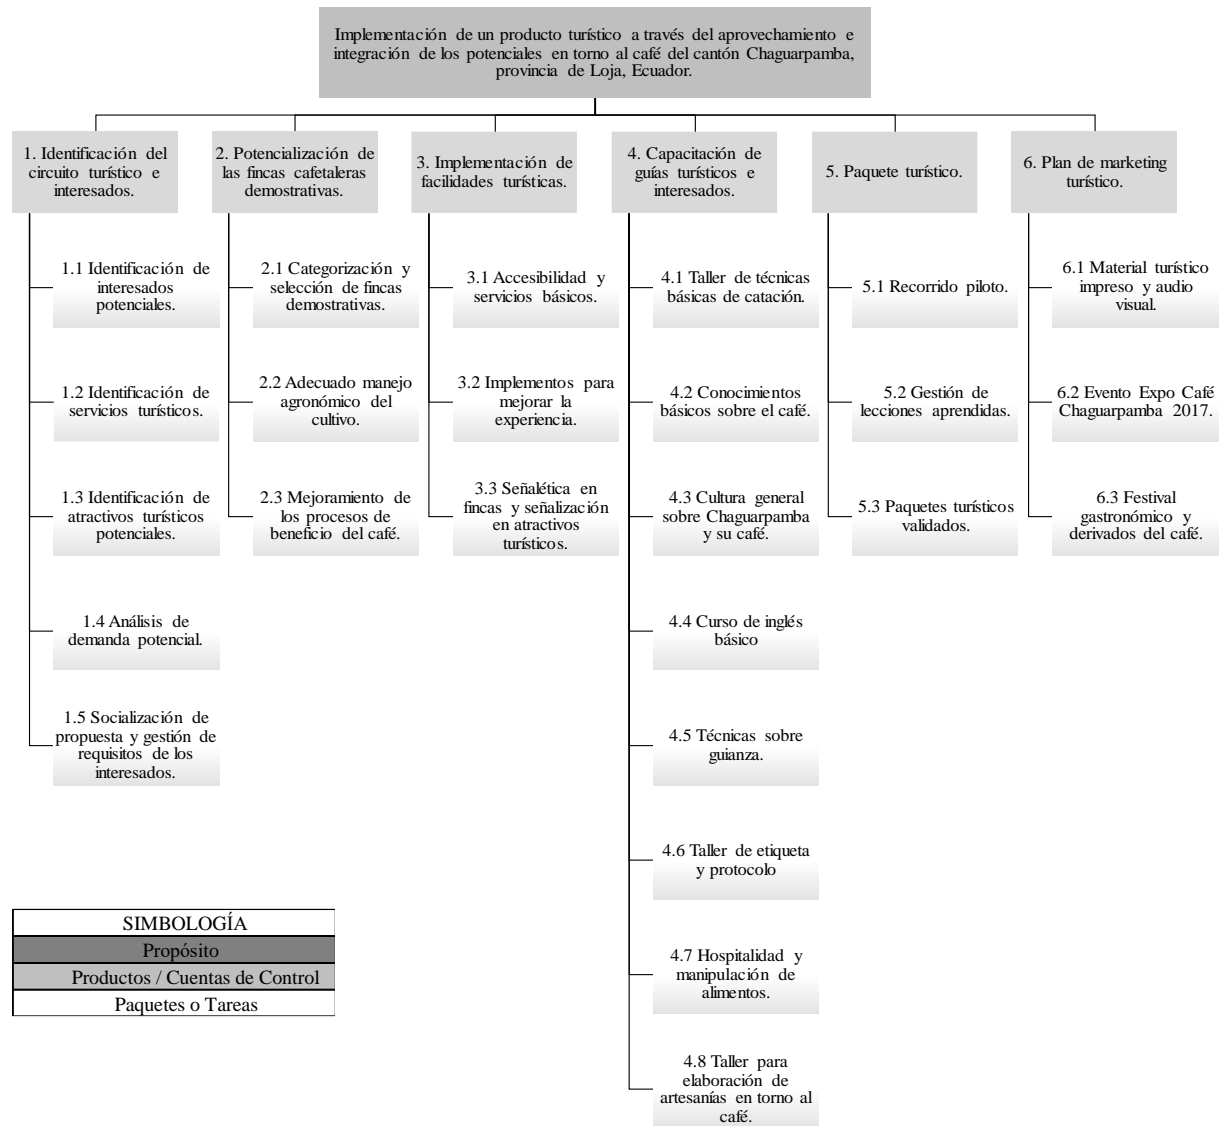 Implementación de un producto turístico a través del aprovechamiento e
integración de los potenciales en torno al café del cantón Chaguarpamba,
provincia de Loja, Ecuador.
1. Identificación del
circuito turístico e
interesados.
2. Potencialización de
las fincas cafetaleras
demostrativas.
3. Implementación de
facilidades turísticas.
4. Capacitación de
guías turísticos e
interesados.
5. Paquete turístico.
6. Plan de marketing
turístico.
1.1 Identificación de
interesados
potenciales.
1.2 Identificación de
servicios turísticos.
1.3 Identificación de
atractivos turísticos
potenciales.
1.4 Análisis de
demanda potencial.
1.5 Socialización de
propuesta y gestión de
requisitos de los
interesados.
2.1 Categorización y
selección de fincas
demostrativas.
2.2 Adecuado manejo
agronómico del
cultivo.
2.3 Mejoramiento de
los procesos de
beneficio del café.
3.1 Accesibilidad y
servicios básicos.
3.2 Implementos para
mejorar la
experiencia.
3.3 Señalética en
fincas y señalización
en atractivos
turísticos.
4.1 Taller de técnicas
básicas de catación.
4.2 Conocimientos
básicos sobre el café.
4.3 Cultura general
sobre Chaguarpamba
y su café.
4.4 Curso de inglés
básico
4.5 Técnicas sobre
guianza.
4.6 Taller de etiqueta
y protocolo
4.7 Hospitalidad y
manipulación de
alimentos.
4.8 Taller para
elaboración de
artesanías en torno al
café.
5.1 Recorrido piloto.
5.2 Gestión de
lecciones aprendidas.
5.3 Paquetes turísticos
validados.
6.1 Material turístico
impreso y audio
visual.
6.2 Evento Expo Café
Chaguarpamba 2017.
6.3 Festival
gastronómico y
derivados del café.
SIMBOLOGÍA
Propósito
Productos / Cuentas de Control
Paquetes o Tareas